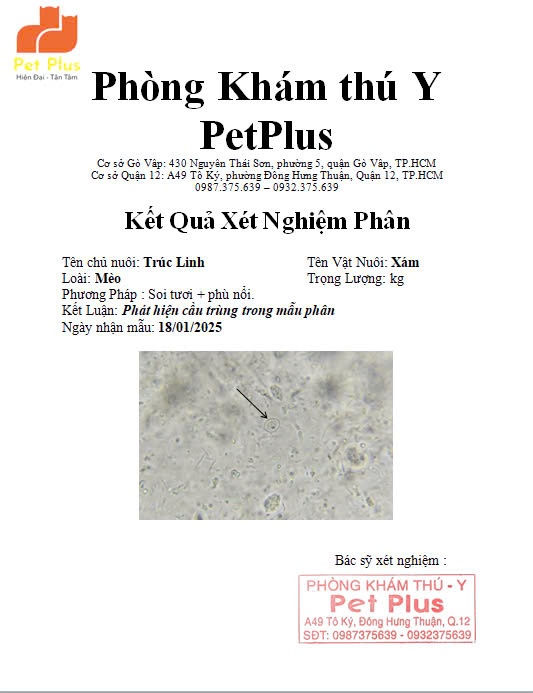 Pet Plus
Hiện Đại - Tân Tâm
Phòng Khám thú Y
PetPlus
Cơ sở Gò Vấp: 430 Nguyễn Thái Sơn, phường 5, quận Gò Vấp, TP.HCM
Cơ sở Quận 12: A49 Tô Ký, phường Đông Hưng Thuận, Quận 12, TP.HCM
0987.375.639 – 0932.375.639
Kết Quả Xét Nghiệm Phân
Tên chủ nuôi: Trúc Linh Tên Vật Nuôi: Xám
Loài: Mèo Trọng Lượng: kg
Phương Pháp : Soi tươi + phù nổi.
Kết Luận: Phát hiện cầu trùng trong mẫu phân
Ngày nhận mẫu: 18/01/2025
Bác sỹ xét nghiệm :
PHÒNG KHÁM THÚ - Y
Pet Plus
A49 Tô Ký, Đông Hưng Thuận, Q.12
SĐT: 0987375639 - 0932375639